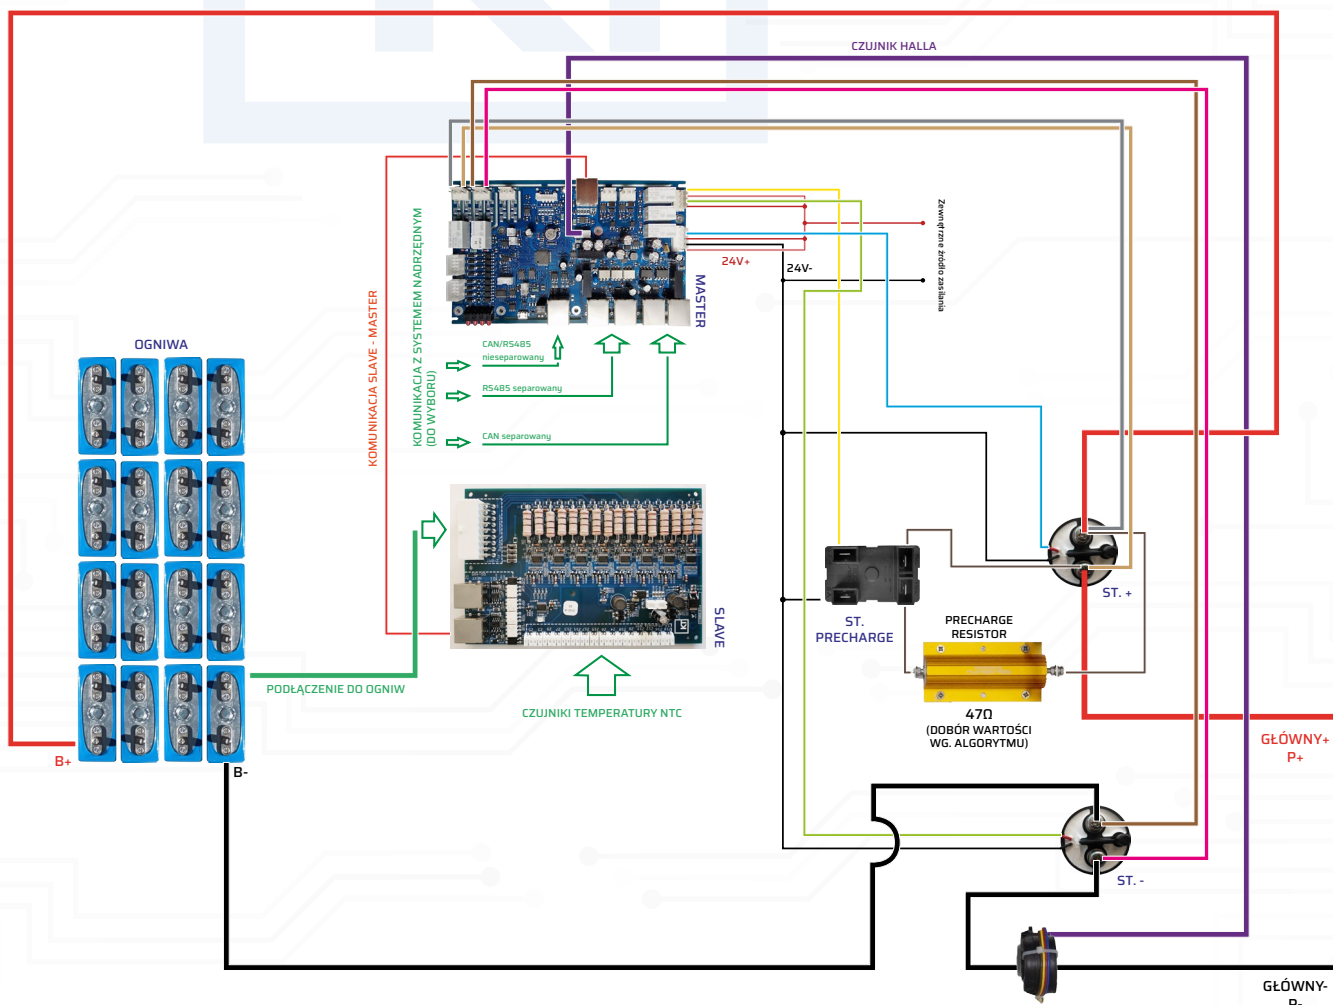 CZUJNIK HALLA
KOMUNIKACJA SLAVE - MASTER
KOMUNIKACJA Z SYSTEMEM NADRZĘDNYM
(DO WYBORU)
MASTER
24V+
24V-
Zewnętrzne źródło zasilania
CAN/RS485
nieseparowany
RS485 separowany
CAN separowany
OGNIWA
SLAVE
ST.
PRECHARGE
PRECHARGE
RESISTOR
ST. +
47Ω
(DOBÓR WARTOŚCI
WG. ALGORYTMU)
PODŁĄCZENIE DO OGNIW
CZUJNIKI TEMPERATURY NTC
B+
B-
GŁÓWNY+
P+
ST. -
GŁÓWNY-
P-